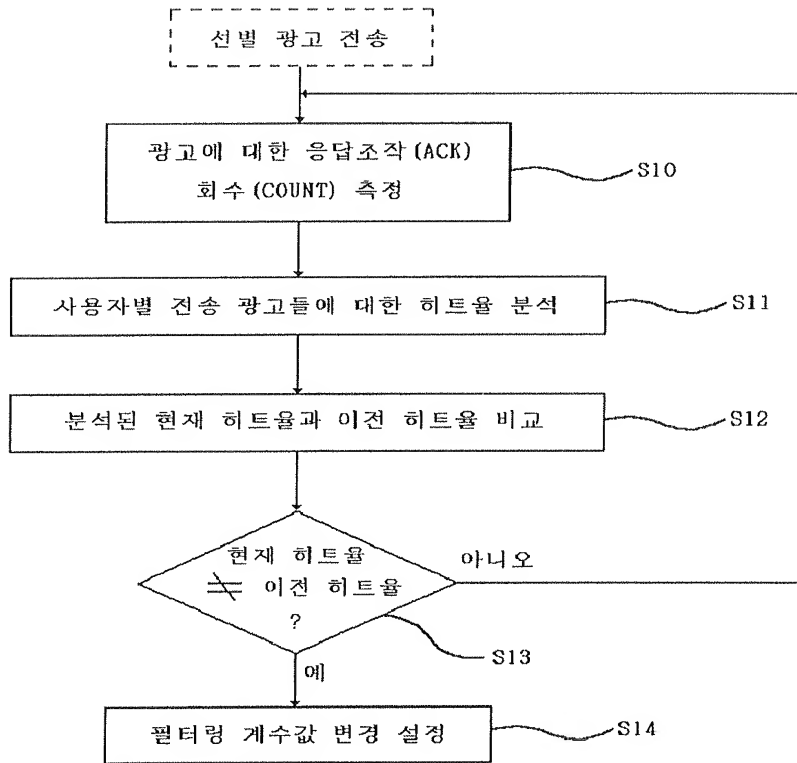 선별 광고 전송
광고에 대한 응답조작(ACK)
회수(COUNT) 측정
S10
사용자별 전송 광고들에 대한 히트율 분석
S11
분석된 현재 히트율과 이전 히트율 비교
S12
현재 히트율
≠ 이전 히트율
?
아니오
S13
예
필터링 계수값 변경 설정
S14